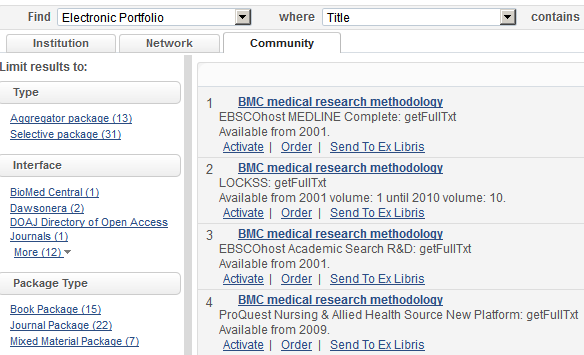 Find Electronic Portfolio where Title contains
Institution Network Community
Limit results to:
Type
Aggregator package (13)
Selective package (31)
Interface
BioMed Central (1)
Dawsonera (2)
DOAJ Directory of Open Access
Journals (1)
More (12)
Package Type
Book Package (15)
Journal Package (22)
Mixed Material Package (7)
1 BMC medical research methodology
EBSCOhost MEDLINE Complete: getFullTxt
Available from 2001.
Activate | Order | Send To Ex Libris
2 BMC medical research methodology
LOCKSS: getFullTxt
Available from 2001 volume: 1 until 2010 volume: 10.
Activate | Order | Send To Ex Libris
3 BMC medical research methodology
EBSCOhost Academic Search R&D: getFullTxt
Available from 2001.
Activate | Order | Send To Ex Libris
4 BMC medical research methodology
ProQuest Nursing & Allied Health Source New Platform: getFullTxt
Available from 2009.
Activate | Order | Send To Ex Libris